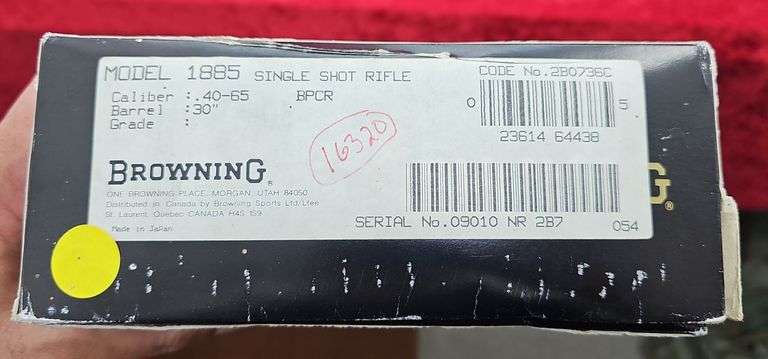 MODEL 1885 SINGLE SHOT RIFLE
CODE No.2B0736C
Caliber :.40-65 BPCR
Barrel :30"
Grade :
0 5
23614 64438
16320
BROWNING®
ONE BROWNING PLACE, MORGAN, UTAH 84050
Distributed in Canada by Browning Sports Ltd/Ltee
St. Laurent Quebec CANADA H4S 1S9
Made in Japan
SERIAL No.09010 NR 2B7
054
G®